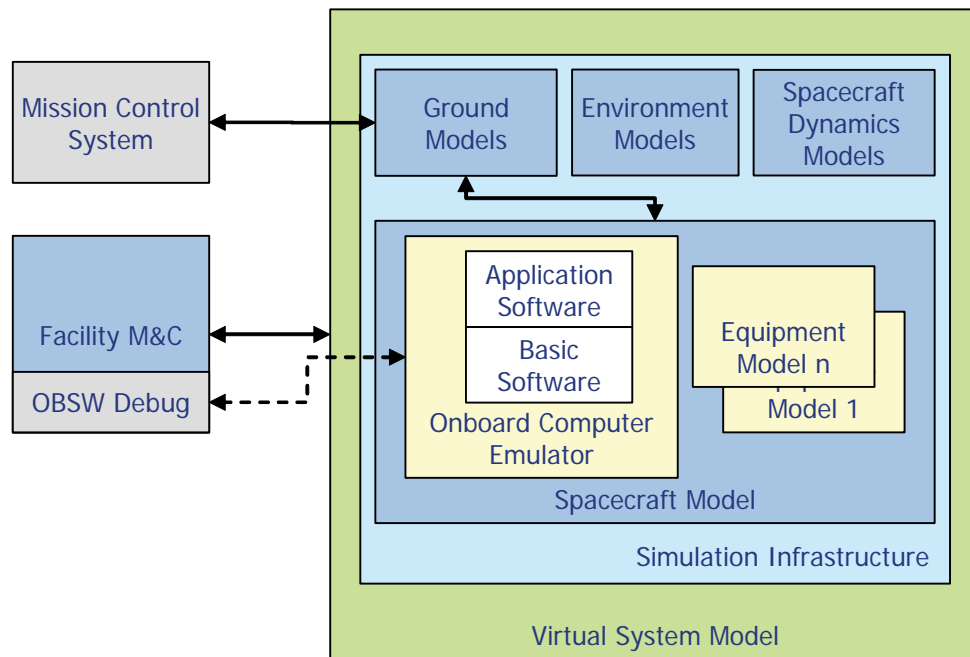 Mission Control
System
Ground
Models
Environment
Models
Spacecraft
Dynamics
Models
Facility M&C
OBSW Debug
Application
Software
Basic
Software
Onboard Computer
Emulator
Equipment
Model n
Model 1
Spacecraft Model
Simulation Infrastructure
Virtual System Model